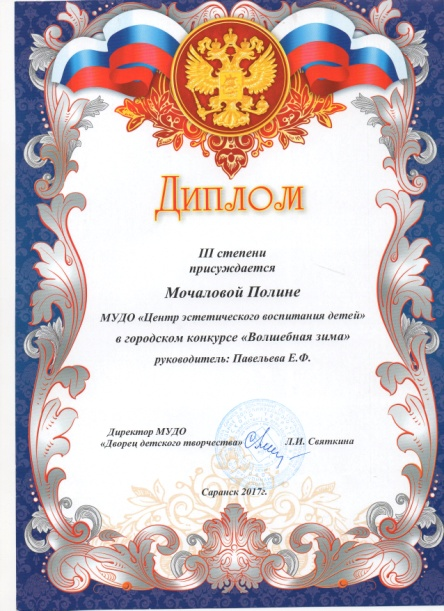 Диплом
III степени
присуждается
Мочаловой Полине
МУДО «Центр эстетического воспитания детей»
в городском конкурсе «Волшебная зима»
руководитель: Павельева Е.Ф.
Директор МУДО
«Дворец детского творчества» Л.И. Святкина
Саранск 2017г.